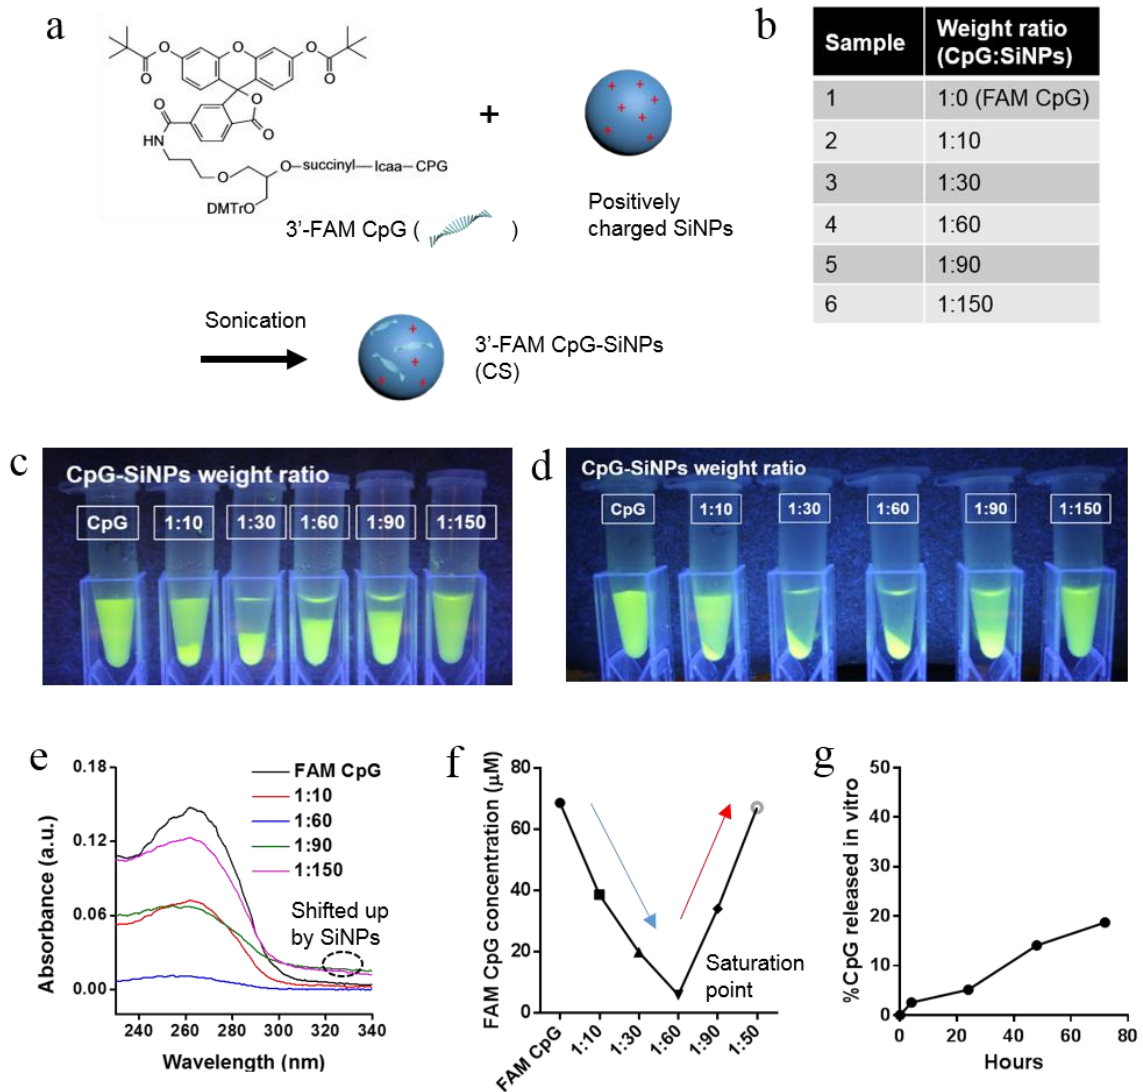 a
O
O
O
O
O
O
O
O
NH
O
O—succinyl—lcaa—CPG
DMTrO
3'-FAM CpG ( )
+
Positively
charged SiNPs
Sonication
3'-FAM CpG-SiNPs
(CS)
b
Sample Weight ratio
(CpG:SiNPs)
1 1:0 (FAM CpG)
2 1:10
3 1:30
4 1:60
5 1:90
6 1:150
c
CpG-SiNPs weight ratio
CpG 1:10 1:30 1:60 1:90 1:150
d
CpG-SiNPs weight ratio
CpG 1:10 1:30 1:60 1:90 1:150
e
Absorbance (a.u.)
0.18
0.12
0.06
0.00
FAM CpG
1:10
1:60
1:90
1:150
Shifted up
by SiNPs
240 260 280 300 320 340
Wavelength (nm)
f
FAM CpG concentration (μM)
80
60
40
20
0
Saturation
point
FAM CpG 1:10 1:30 1:60 1:90 1:50
g
%CpG released in vitro
50
40
30
20
10
0
0 20 40 60 80
Hours